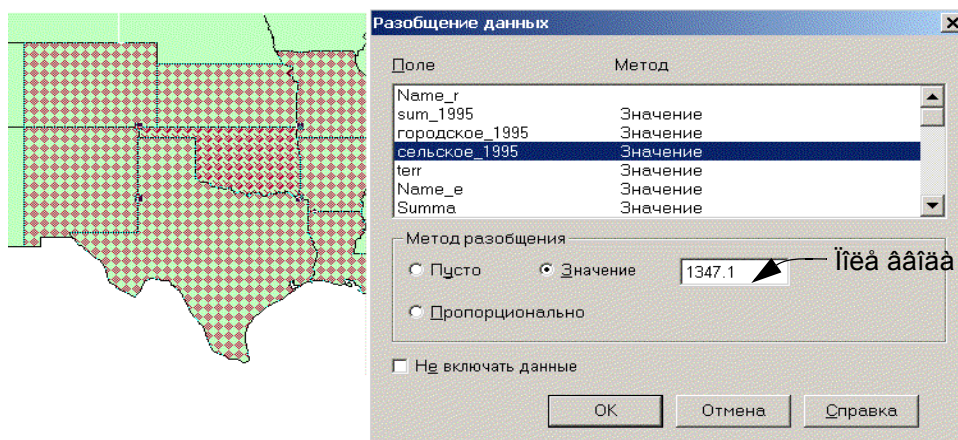 Разобщение данных
Поле Метод
Name_r
sum_1995 Значение
городское_1995 Значение
сельское_1995 Значение
terr Значение
Name_e Значение
Summa Значение
Метод разобщения
Пусто Значение 1347.1
Ïîëå ââîäà
Пропорционально
Не включать данные
OK Отмена Справка